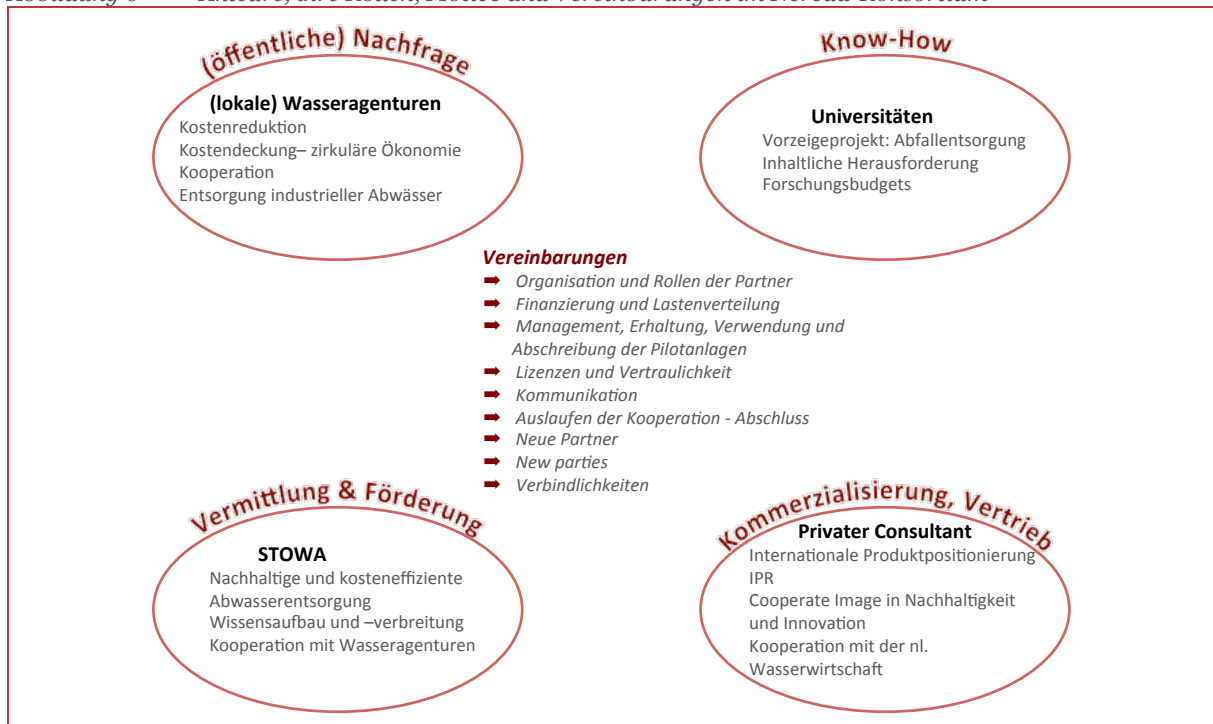 (öffentliche) Nachfrage
(lokale) Wasseragenturen
Kostenreduktion
Kostendeckung– zirkuläre Ökonomie
Kooperation
Entsorgung industrieller Abwässer
Know-How
Universitäten
Vorzeigeprojekt: Abfallentsorgung
Inhaltliche Herausforderung
Forschungsbudgets
Vereinbarungen
➡ Organisation und Rollen der Partner
➡ Finanzierung und Lastenverteilung
➡ Management, Erhaltung, Verwendung und
Abschreibung der Pilotanlagen
➡ Lizenzen und Vertraulichkeit
➡ Kommunikation
➡ Auslaufen der Kooperation - Abschluss
➡ Neue Partner
➡ New parties
➡ Verbindlichkeiten
Vermittlung & Förderung
STOWA
Nachhaltige und kosteneffiziente
Abwasserentsorgung
Wissensaufbau und –verbreitung
Kooperation mit Wasseragenturen
Kommerzialisierung, Vertrieb
Privater Consultant
Internationale Produktpositionierung
IPR
Cooperate Image in Nachhaltigkeit
und Innovation
Kooperation mit der nl.
Wasserwirtschaft